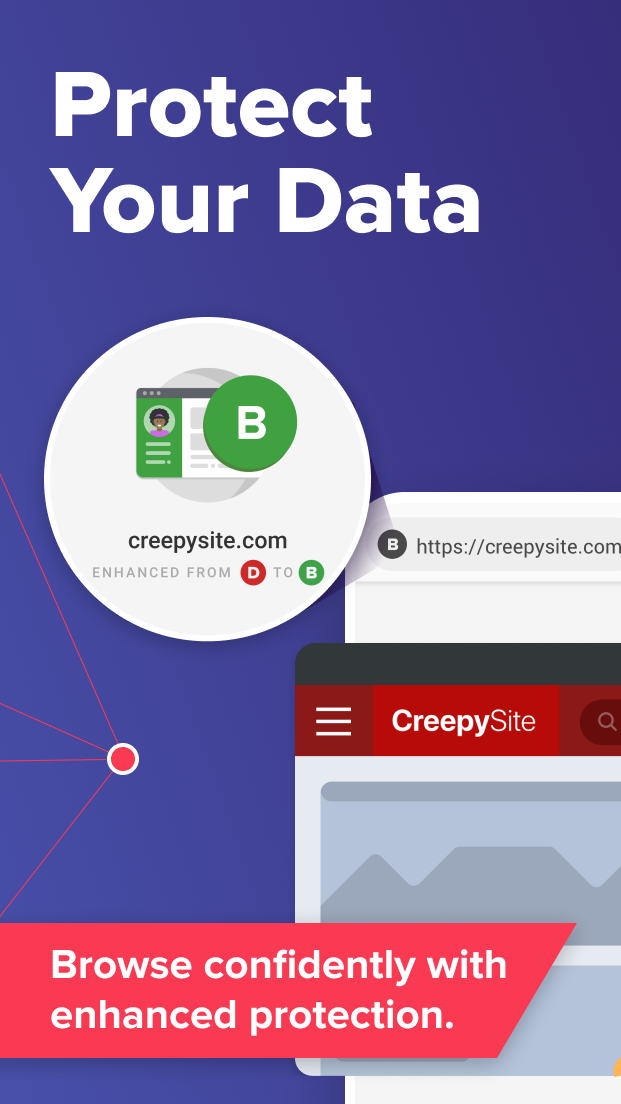 Protect
Your Data
B
creepysite.com
ENHANCED FROM D TO B
B https://creepysite.com
CreepySite
Browse confidently with
enhanced protection.